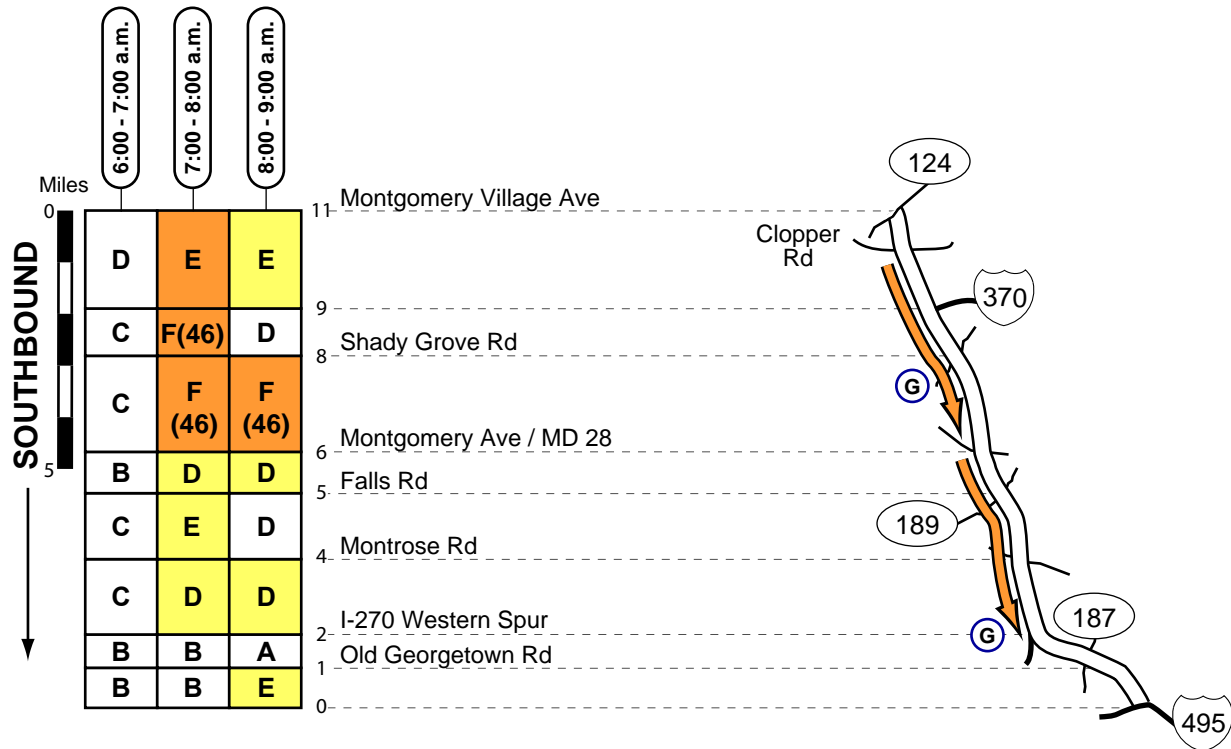 6:00 - 7:00 a.m.
7:00 - 8:00 a.m.
8:00 - 9:00 a.m.
Miles
0
5
SOUTHBOUND
D E E
C F(46) D
C F (46) F (46)
B D D
C E D
C D D
B B A
B B E
11 Montgomery Village Ave
9
Shady Grove Rd
8
Montgomery Ave / MD 28
6
Falls Rd
5
Montrose Rd
4
I-270 Western Spur
2
Old Georgetown Rd
1
0
124
Clopper
Rd
370
G
189
G
187
495